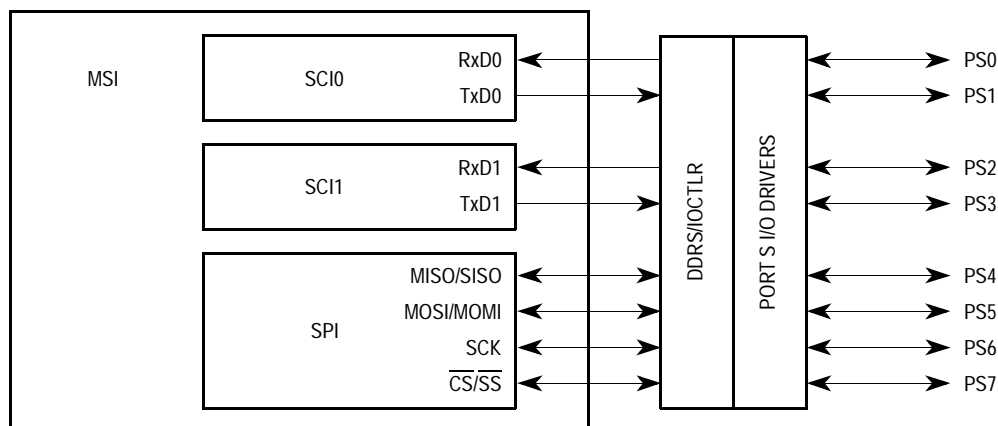 MSI
SCI0
RxD0
TxD0
SCI1
RxD1
TxD1
SPI
MISO/SISO
MOSI/MOMI
SCK
CS/SS
DDRS/IOCTLR
PORT S I/O DRIVERS
PS0
PS1
PS2
PS3
PS4
PS5
PS6
PS7